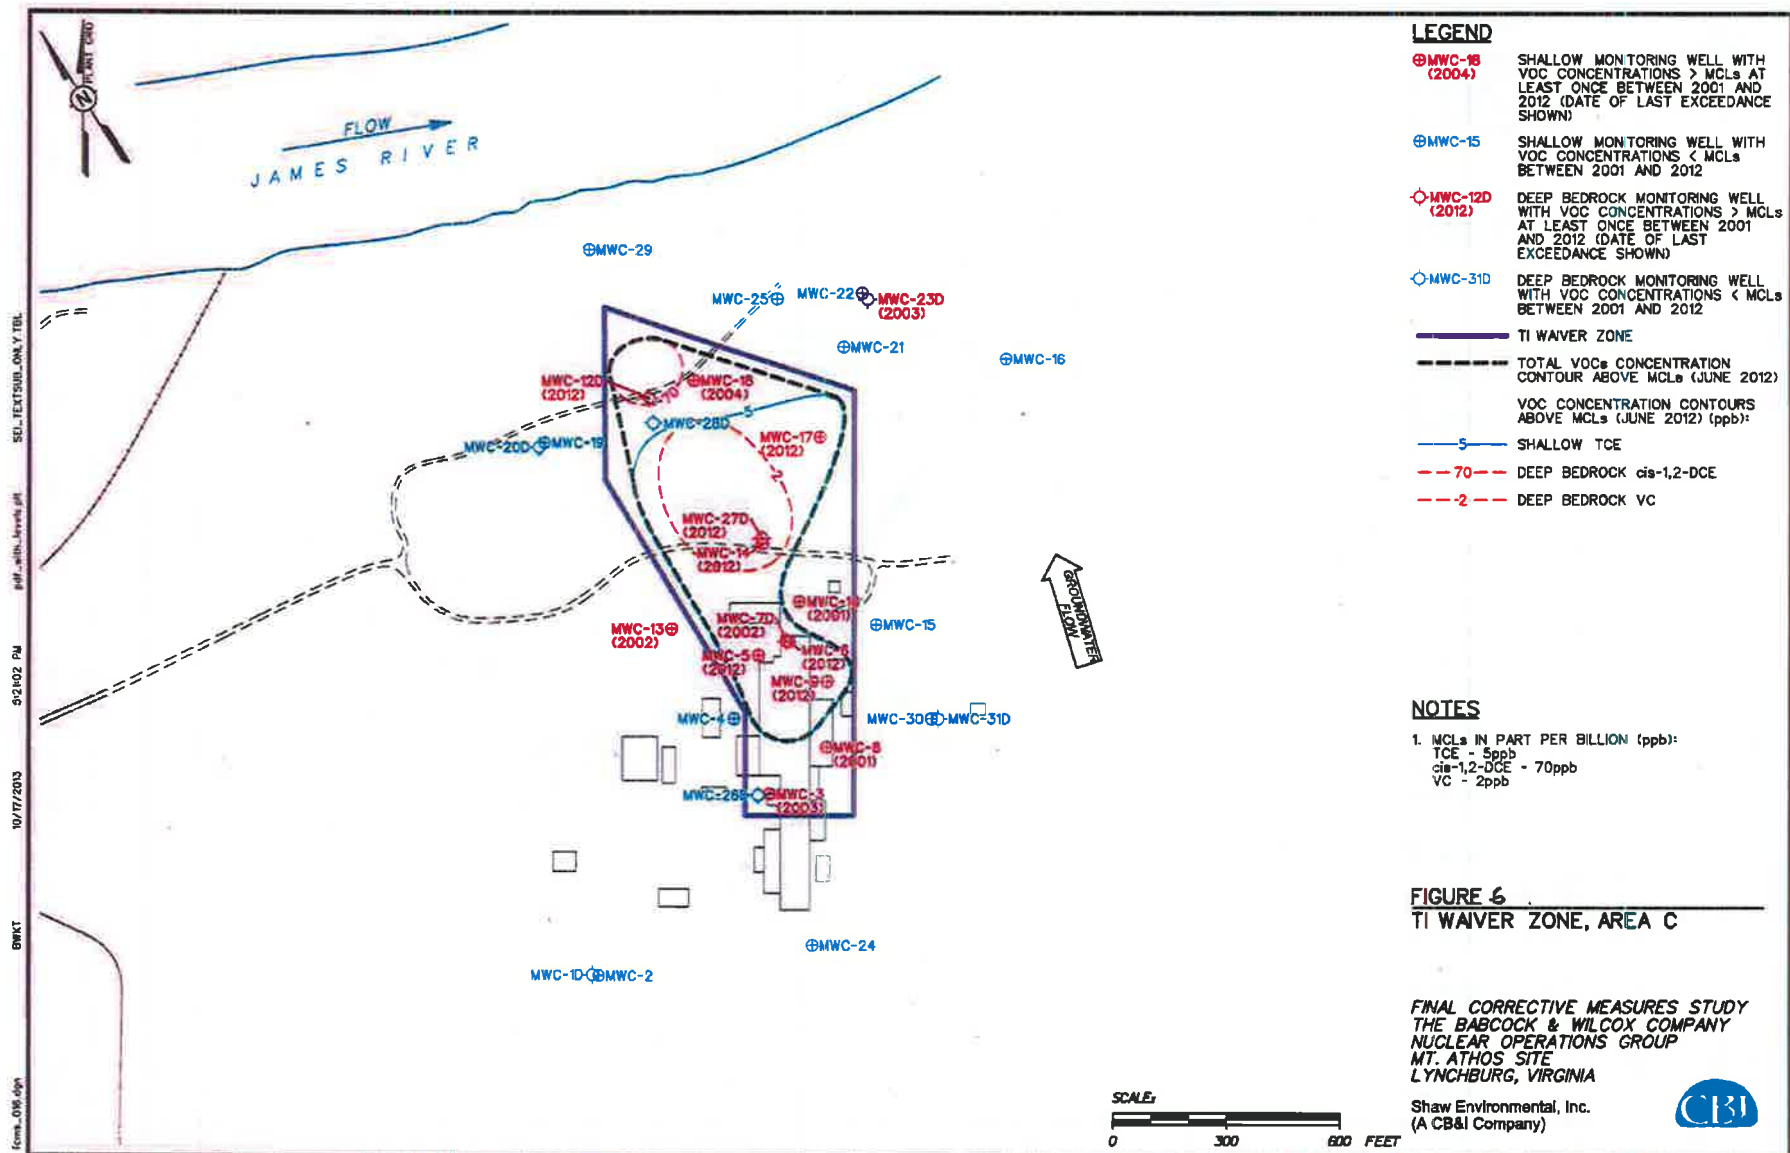 PLANT GRD
N
FLOW
JAMES RIVER
MWC-29
MWC-25
MWC-22
MWC-23D
(2003)
MWC-21
MWC-16
MWC-12D
(2012)
70
MWC-18
(2004)
5
MWC-28D
MWC-17
(2012)
MWC-20D
MWC-19
2
MWC-27D
(2012)
MWC-14
(2012)
GROUNDWATER
FLOW
(2001)
MWC-7D
(2002)
MWC-15
MWC-13
(2002)
MWC-6
(2012)
MWC-5
(2012)
MWC-9
(2012)
MWC-4
MWC-30
MWC-31D
MWC-8
(2001)
MWC-3
(2003)
MWC-24
MWC-1D
MWC-2
LEGEND
MWC-18
(2004)
SHALLOW MONITORING WELL WITH
VOC CONCENTRATIONS > MCLs AT
LEAST ONCE BETWEEN 2001 AND
2012 (DATE OF LAST EXCEEDANCE
SHOWN)
MWC-15
SHALLOW MONITORING WELL WITH
VOC CONCENTRATIONS < MCLs
BETWEEN 2001 AND 2012
MWC-12D
(2012)
DEEP BEDROCK MONITORING WELL
WITH VOC CONCENTRATIONS > MCLs
AT LEAST ONCE BETWEEN 2001
AND 2012 (DATE OF LAST
EXCEEDANCE SHOWN)
MWC-31D
DEEP BEDROCK MONITORING WELL
WITH VOC CONCENTRATIONS < MCLs
BETWEEN 2001 AND 2012
TI WAIVER ZONE
TOTAL VOCs CONCENTRATION
CONTOUR ABOVE MCLs (JUNE 2012)
VOC CONCENTRATION CONTOURS
ABOVE MCLs (JUNE 2012) (ppb):
5
SHALLOW TCE
70
DEEP BEDROCK cis-1,2-DCE
2
DEEP BEDROCK VC
NOTES
1. MCLs IN PART PER BILLION (ppb):
TCE - 5ppb
cis-1,2-DCE - 70ppb
VC - 2ppb
FIGURE 6
TI WAIVER ZONE, AREA C
FINAL CORRECTIVE MEASURES STUDY
THE BABCOCK & WILCOX COMPANY
NUCLEAR OPERATIONS GROUP
MT. ATHOS SITE
LYNCHBURG, VIRGINIA
Shaw Environmental, Inc.
(A CB&I Company)
CB&I
SCALE:
0 300 600 FEET
SEI_TEXTSUB_ONLY.TBL
5:21:02 PM
10/17/2013
BWKT